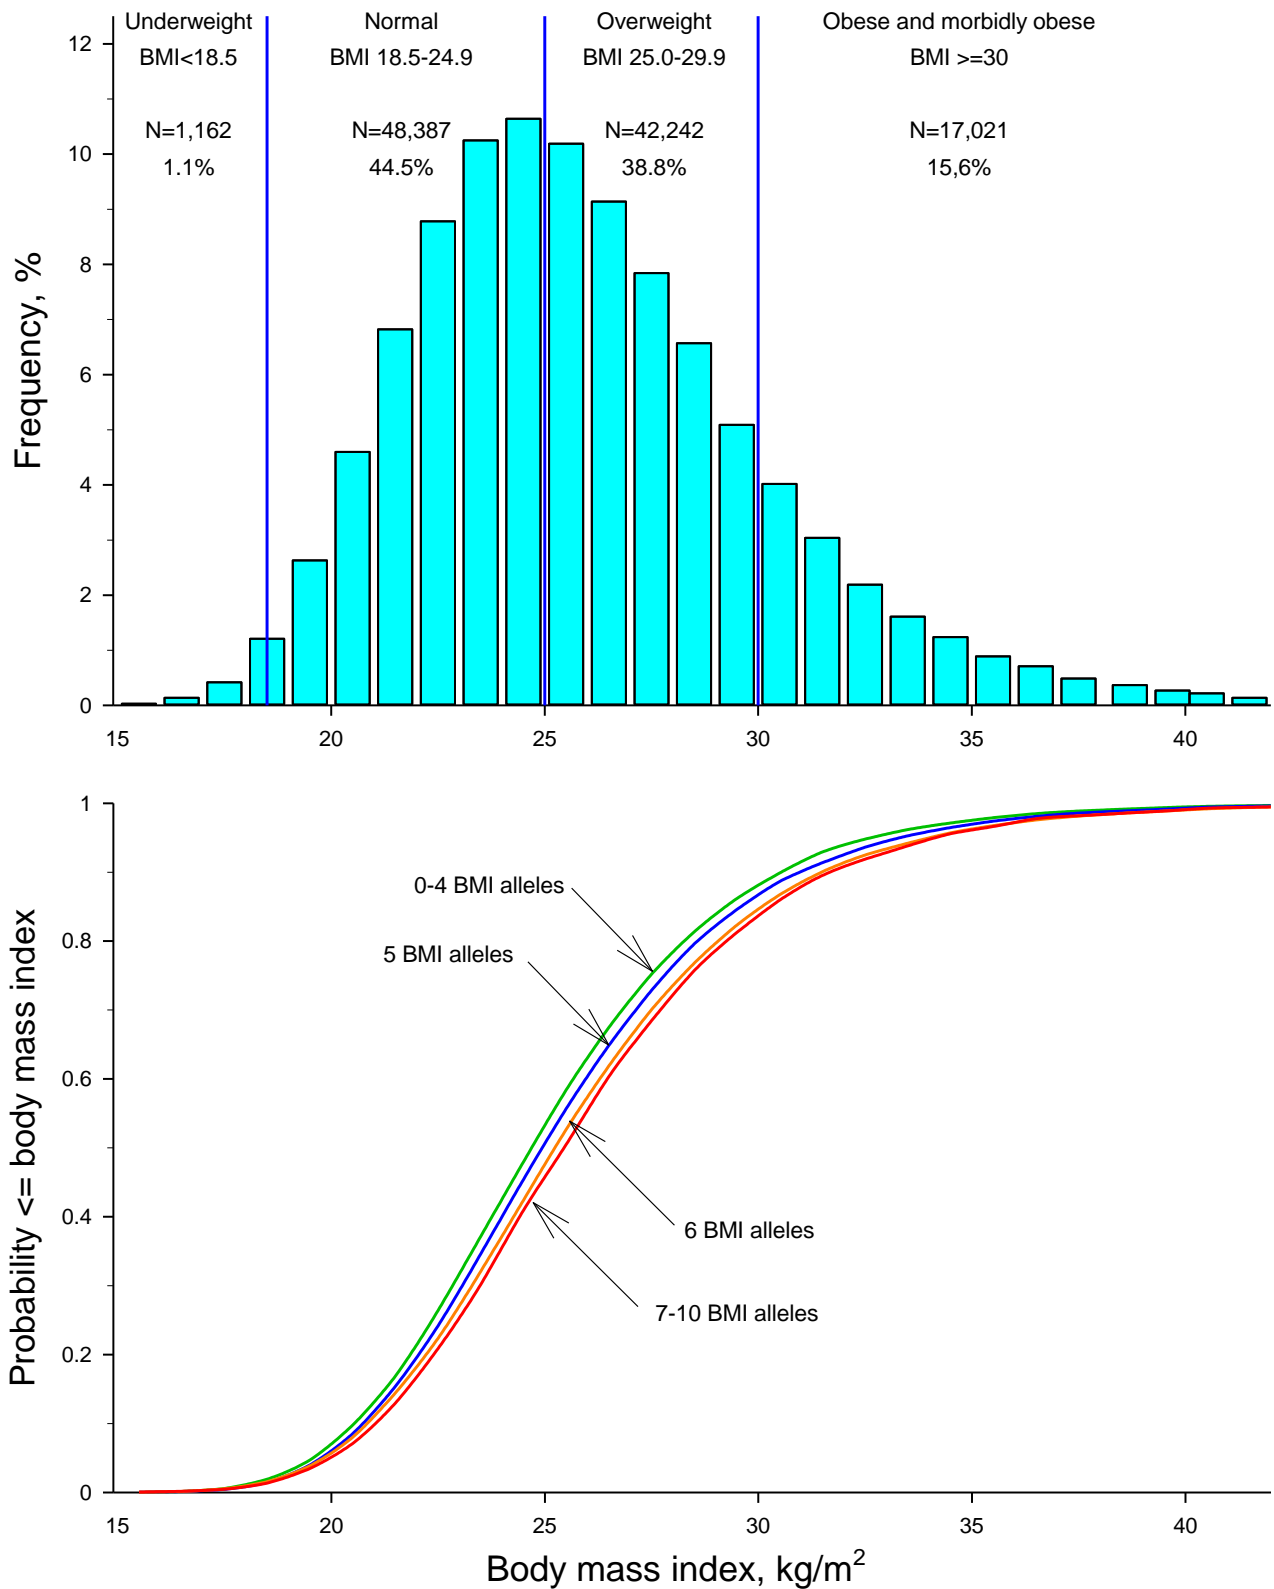 Underweight Normal Overweight Obese and morbidly obese
BMI<18.5 BMI 18.5-24.9 BMI 25.0-29.9 BMI >=30
N=1,162 N=48,387 N=42,242 N=17,021
1.1% 44.5% 38.8% 15,6%
12
10
8
6
4
2
0
Frequency, %
15 20 25 30 35 40
1
0.8
0.6
0.4
0.2
0
Probability <= body mass index
0-4 BMI alleles
5 BMI alleles
6 BMI alleles
7-10 BMI alleles
15 20 25 30 35 40
Body mass index, kg/m²